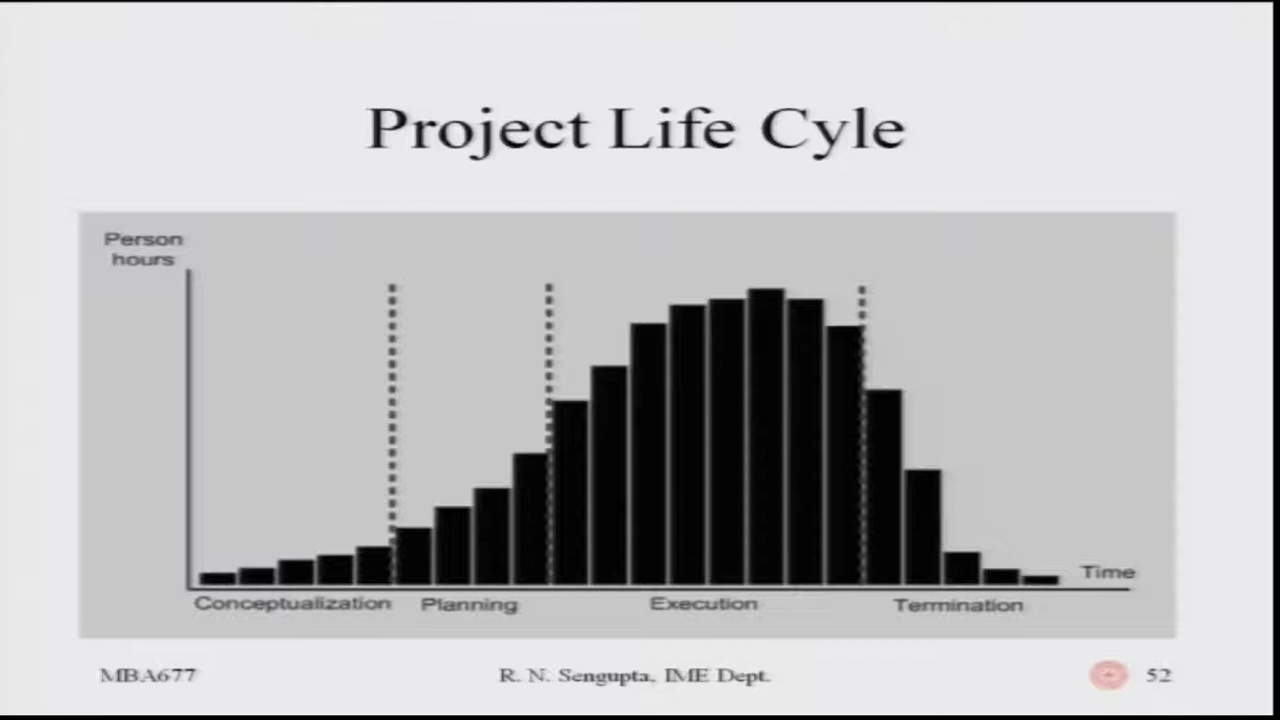 Project Life Cyle
Person
hours
Time
Conceptualization Planning Execution Termination
MBA677 R. N. Sengupta, IME Dept. 52